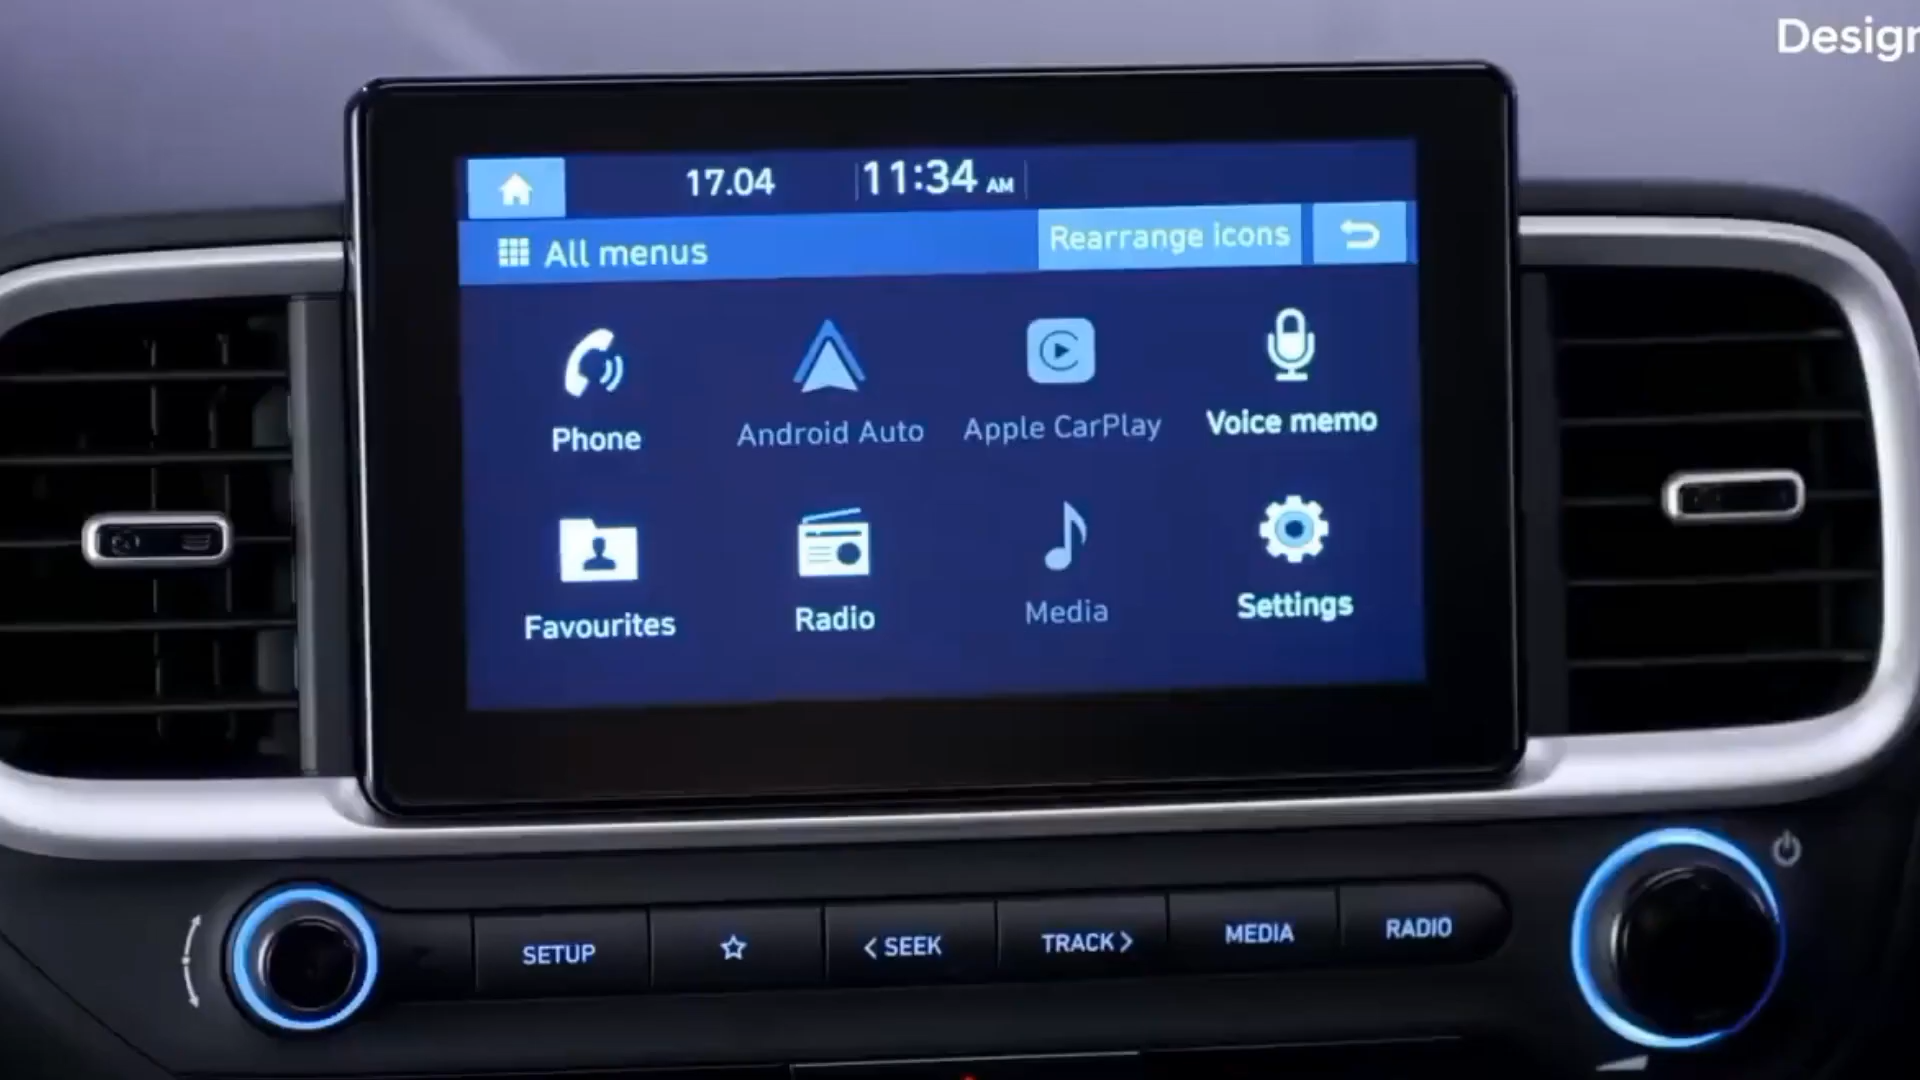 Design
17.04 11:34 AM
All menus
Rearrange icons
Phone
Android Auto
Apple CarPlay
Voice memo
Favourites
Radio
Media
Settings
SETUP
< SEEK
TRACK >
MEDIA
RADIO